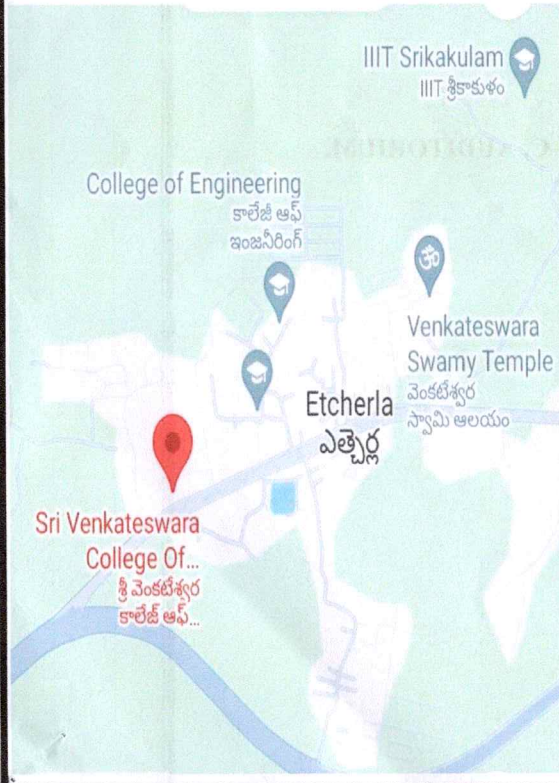 IIIT Srikakulam
IIIT శ్రీకాకుళం
College of Engineering
కాలేజీ ఆఫ్
ఇంజనీరింగ్
Venkateswara
Swamy Temple
వెంకటేశ్వర
స్వామి ఆలయం
Etcherla
ఎత్చెర్ల
Sri Venkateswara
College Of...
శ్రీ వెంకటేశ్వర
కాలేజ్ ఆఫ్...